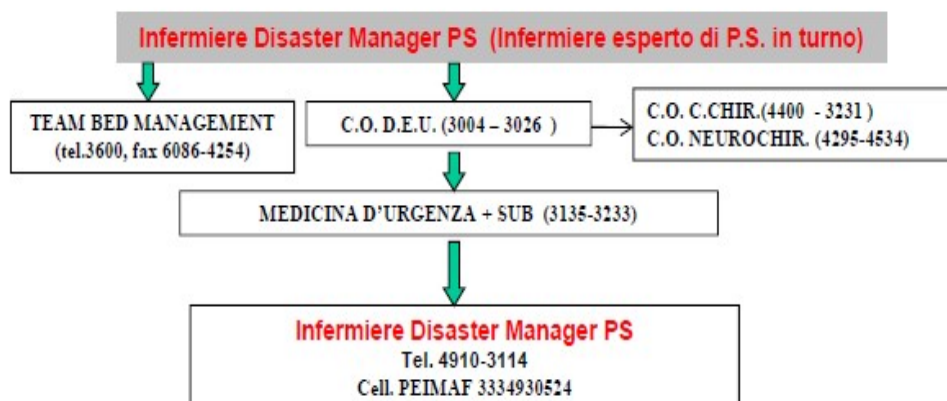 Infermiere Disaster Manager PS (Infermiere esperto di P.S. in turno)
TEAM BED MANAGEMENT
(tel.3600, fax 6086-4254)
C.O. D.E.U. (3004 – 3026 )
C.O. C.CHIR.(4400 - 3231 )
C.O. NEUROCHIR. (4295-4534)
MEDICINA D'URGENZA + SUB (3135-3233)
Infermiere Disaster Manager PS
Tel. 4910-3114
Cell. PEIMAF 3334930524